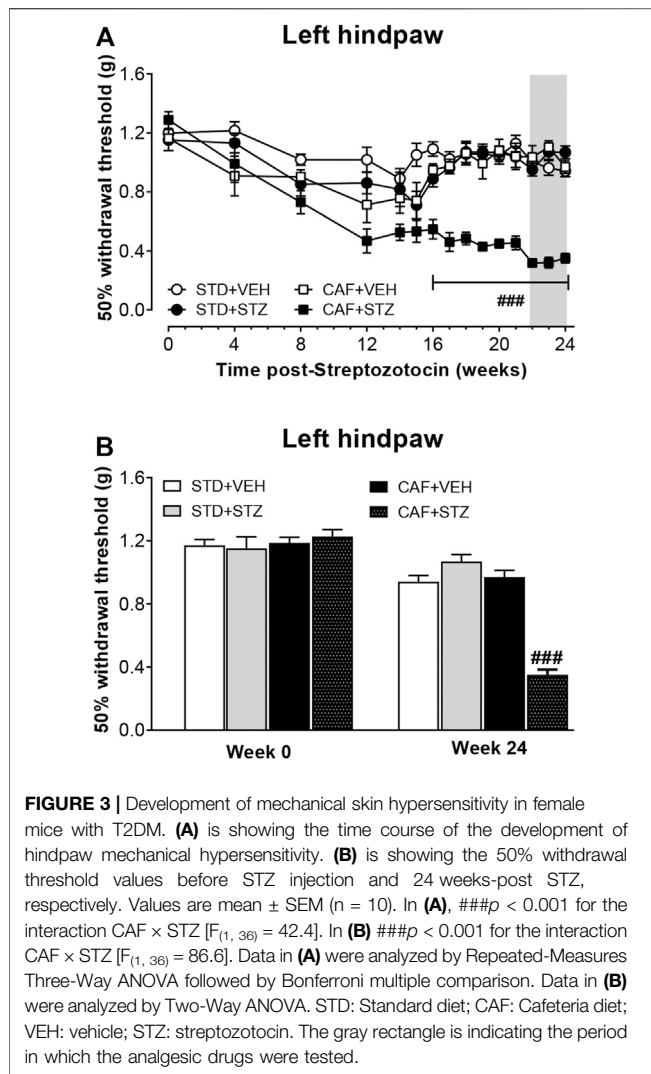 A
Left hindpaw
50% withdrawal threshold (g)
1.6
1.2
0.8
0.4
0.0
STD+VEH
CAF+VEH
STD+STZ
CAF+STZ
###
0 4 8 12 16 20 24
Time post-Streptozotocin (weeks)
B
Left hindpaw
50% withdrawal threshold (g)
1.6
1.2
0.8
0.4
0.0
STD+VEH
CAF+VEH
STD+STZ
CAF+STZ
###
Week 0
Week 24
FIGURE 3 | Development of mechanical skin hypersensitivity in female
mice with T2DM. (A) is showing the time course of the development of
hindpaw mechanical hypersensitivity. (B) is showing the 50% withdrawal
threshold values before STZ injection and 24 weeks-post STZ,
respectively. Values are mean ± SEM (n = 10). In (A), ###p < 0.001 for the
interaction CAF × STZ [F(1, 36) = 42.4]. In (B) ###p < 0.001 for the interaction
CAF × STZ [F(1, 36) = 86.6]. Data in (A) were analyzed by Repeated-Measures
Three-Way ANOVA followed by Bonferroni multiple comparison. Data in (B)
were analyzed by Two-Way ANOVA. STD: Standard diet; CAF: Cafeteria diet;
VEH: vehicle; STZ: streptozotocin. The gray rectangle is indicating the period
in which the analgesic drugs were tested.